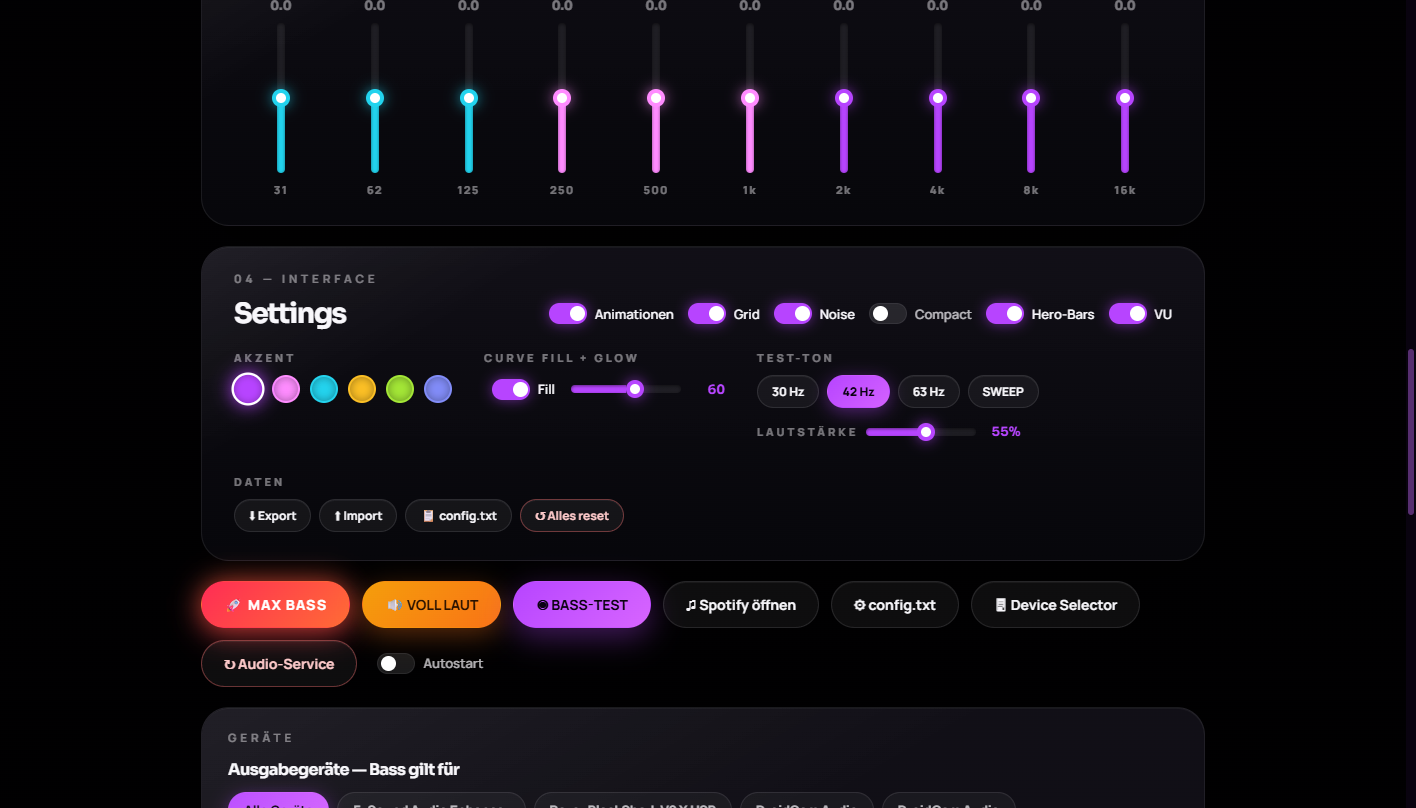 0.0 0.0 0.0 0.0 0.0 0.0 0.0 0.0 0.0 0.0
31 62 125 250 500 1k 2k 4k 8k 16k
04 — INTERFACE
Settings
Animationen Grid Noise Compact Hero-Bars VU
AKZENT CURVE FILL + GLOW TEST-TON
Fill 60 30 Hz 42 Hz 63 Hz SWEEP
LAUTSTÄRKE 55%
DATEN
⬇ Export ⬆ Import 📋 config.txt ↺ Alles reset
🚀 MAX BASS 🔊 VOLL LAUT ◉ BASS-TEST ♫ Spotify öffnen ⚙ config.txt Device Selector
↻ Audio-Service Autostart
GERÄTE
Ausgabegeräte — Bass gilt für